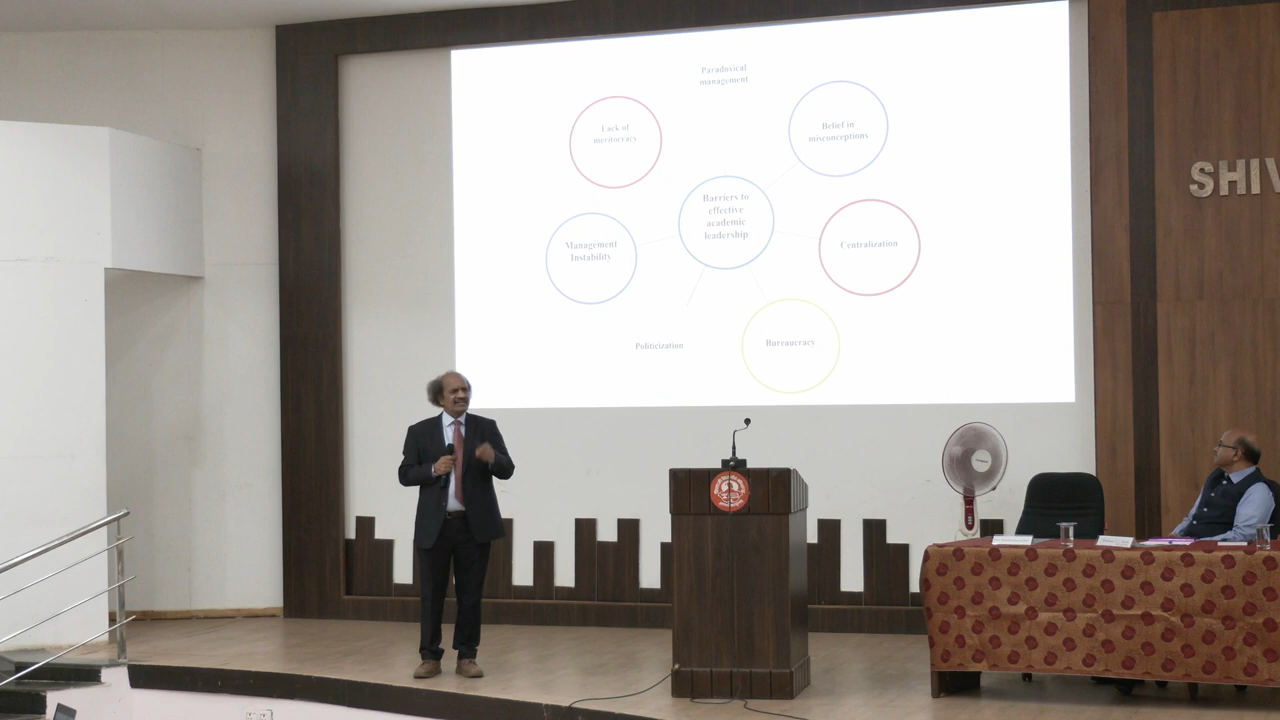 Paradoxical
management
Lack of
meritocracy
Belief in
misconceptions
Barriers to
effective
academic
leadership
Management
Instability
Centralization
Politicization
Bureaucracy
SHIV